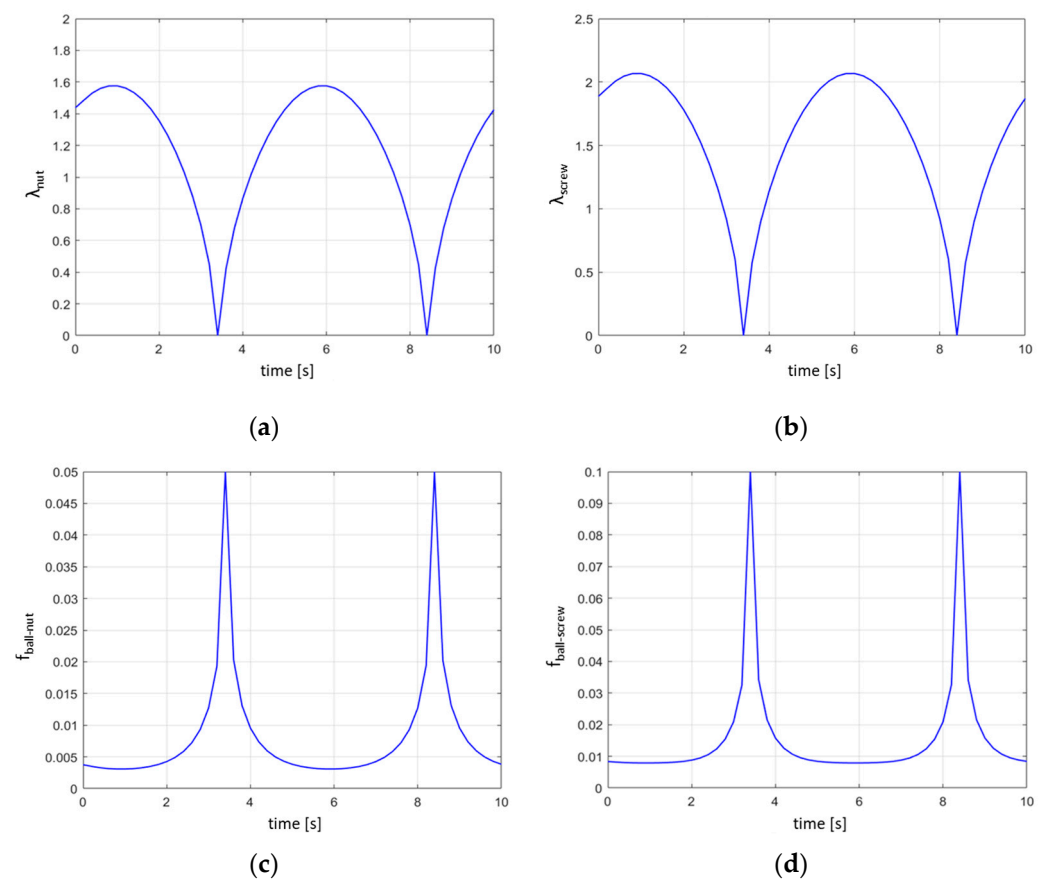 2
1.8
1.6
1.4
1.2
1
0.8
0.6
0.4
0.2
0
λnut
0 2 4 6 8 10
time [s]
(a)
2.5
2
1.5
1
0.5
0
λscrew
0 2 4 6 8 10
time [s]
(b)
0.05
0.045
0.04
0.035
0.03
0.025
0.02
0.015
0.01
0.005
0
fball-nut
0 2 4 6 8 10
time [s]
(c)
0.1
0.09
0.08
0.07
0.06
0.05
0.04
0.03
0.02
0.01
0
fball-screw
0 2 4 6 8 10
time [s]
(d)